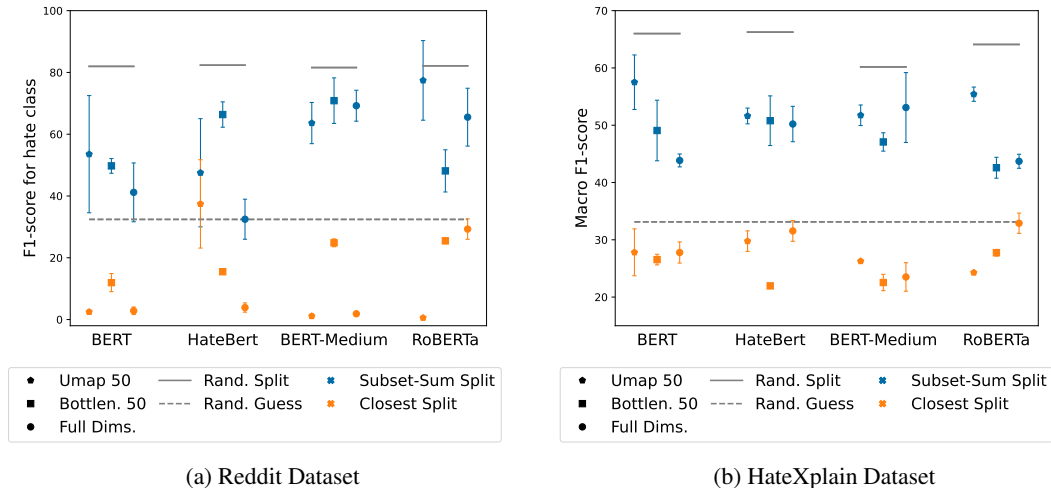 100
80
60
40
20
0
F1-score for hate class
BERT HateBert BERT-Medium RoBERTa
Umap 50 Rand. Split Subset-Sum Split
Bottlen. 50 Rand. Guess Closest Split
Full Dims.
(a) Reddit Dataset
70
60
50
40
30
20
Macro F1-score
BERT HateBert BERT-Medium RoBERTa
Umap 50 Rand. Split Subset-Sum Split
Bottlen. 50 Rand. Guess Closest Split
Full Dims.
(b) HateXplain Dataset